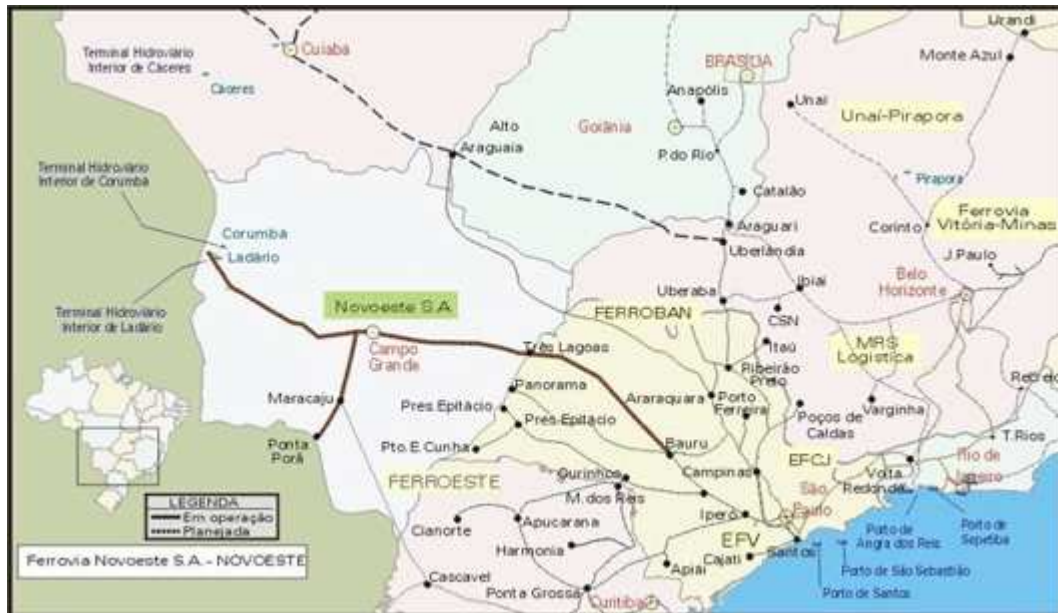 Urandi
Monte Azul
Terminal Hidroviário
Interior de Cáceres
Cuiabá
Cáceres
BRASÍLIA
Anapólis
Unaí
Unaí-Pirapora
Goiânia
Alto
Araguaia
P.do Rio
Pirapora
Terminal Hidroviário
Interior de Corumbá
Catalão
Corinto
Ferrovia
Vitória-Minas
Araguari
Uberlândia
J.Paulo
Corumba
Ladário
Belo
Horizonte
Ibiaí
Uberaba
Terminal Hidroviário
Interior de Ladário
Novoeste S.A.
FERROBAN
CSN
MRS
Logística
Itaú
Campo
Grande
Três Lagoas
Ribeirão
Preto
Recreio
Panorama
Maracaju
Pres.Epitácio
Araraquara
Porto
Ferreira
Pres.Epitácio
Poços de
Caldas
Varginha
Ponta
Porã
Pto.E.Cunha
Bauru
T.Rios
EFCJ
Rio de
Janeiro
Volta
Redonda
FERROESTE
Ourinhos
Campinas
M.dos Reis
São
Paulo
LEGENDA
Em operação
Planejada
Cianorte
Apucarana
Iperó
Porto de
Angra dos Reis
Porto de
Sepetiba
EFV
Harmonia
Santos
Cajati
Apiaí
Porto de São Sebastião
Porto de Santos
Ferrovia Novoeste S.A. - NOVOESTE
Cascavel
Ponta Grossa
Curitiba